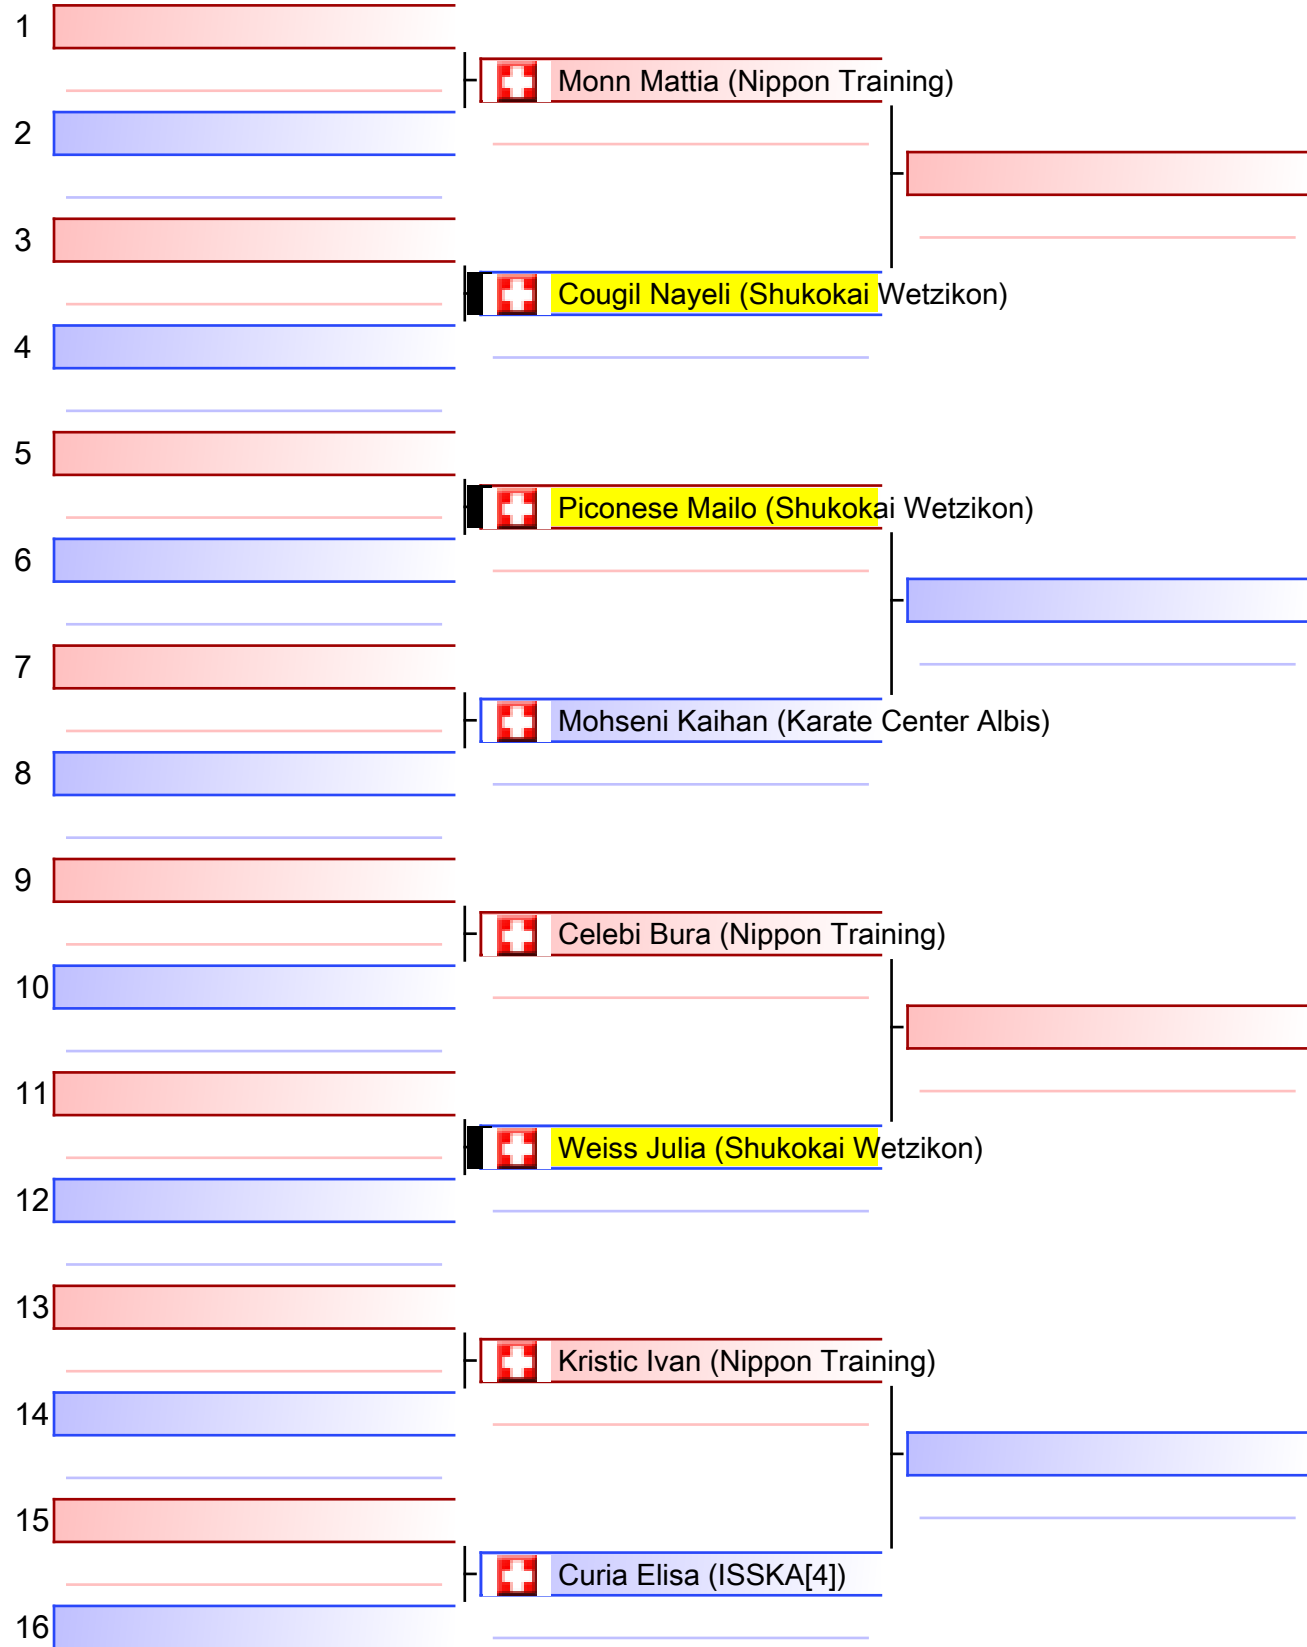 1
Monn Mattia (Nippon Training)
2
3
Cougil Nayeli (Shukokai Wetzikon)
4
5
Piconese Mailo (Shukokai Wetzikon)
6
7
Mohseni Kaihan (Karate Center Albis)
8
9
Celebi Bura (Nippon Training)
10
11
Weiss Julia (Shukokai Wetzikon)
12
13
Kristic Ivan (Nippon Training)
14
15
Curia Elisa (ISSKA[4])
16